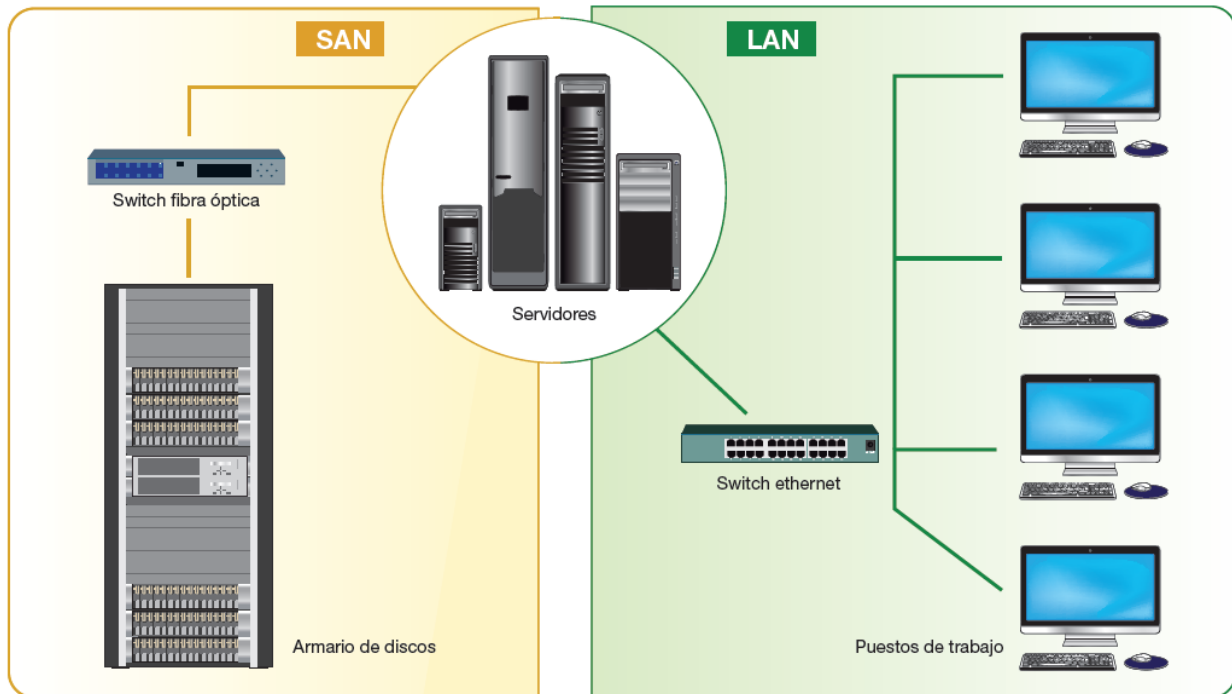 SAN
LAN
Switch fibra óptica
Servidores
Switch ethernet
Armario de discos
Puestos de trabajo